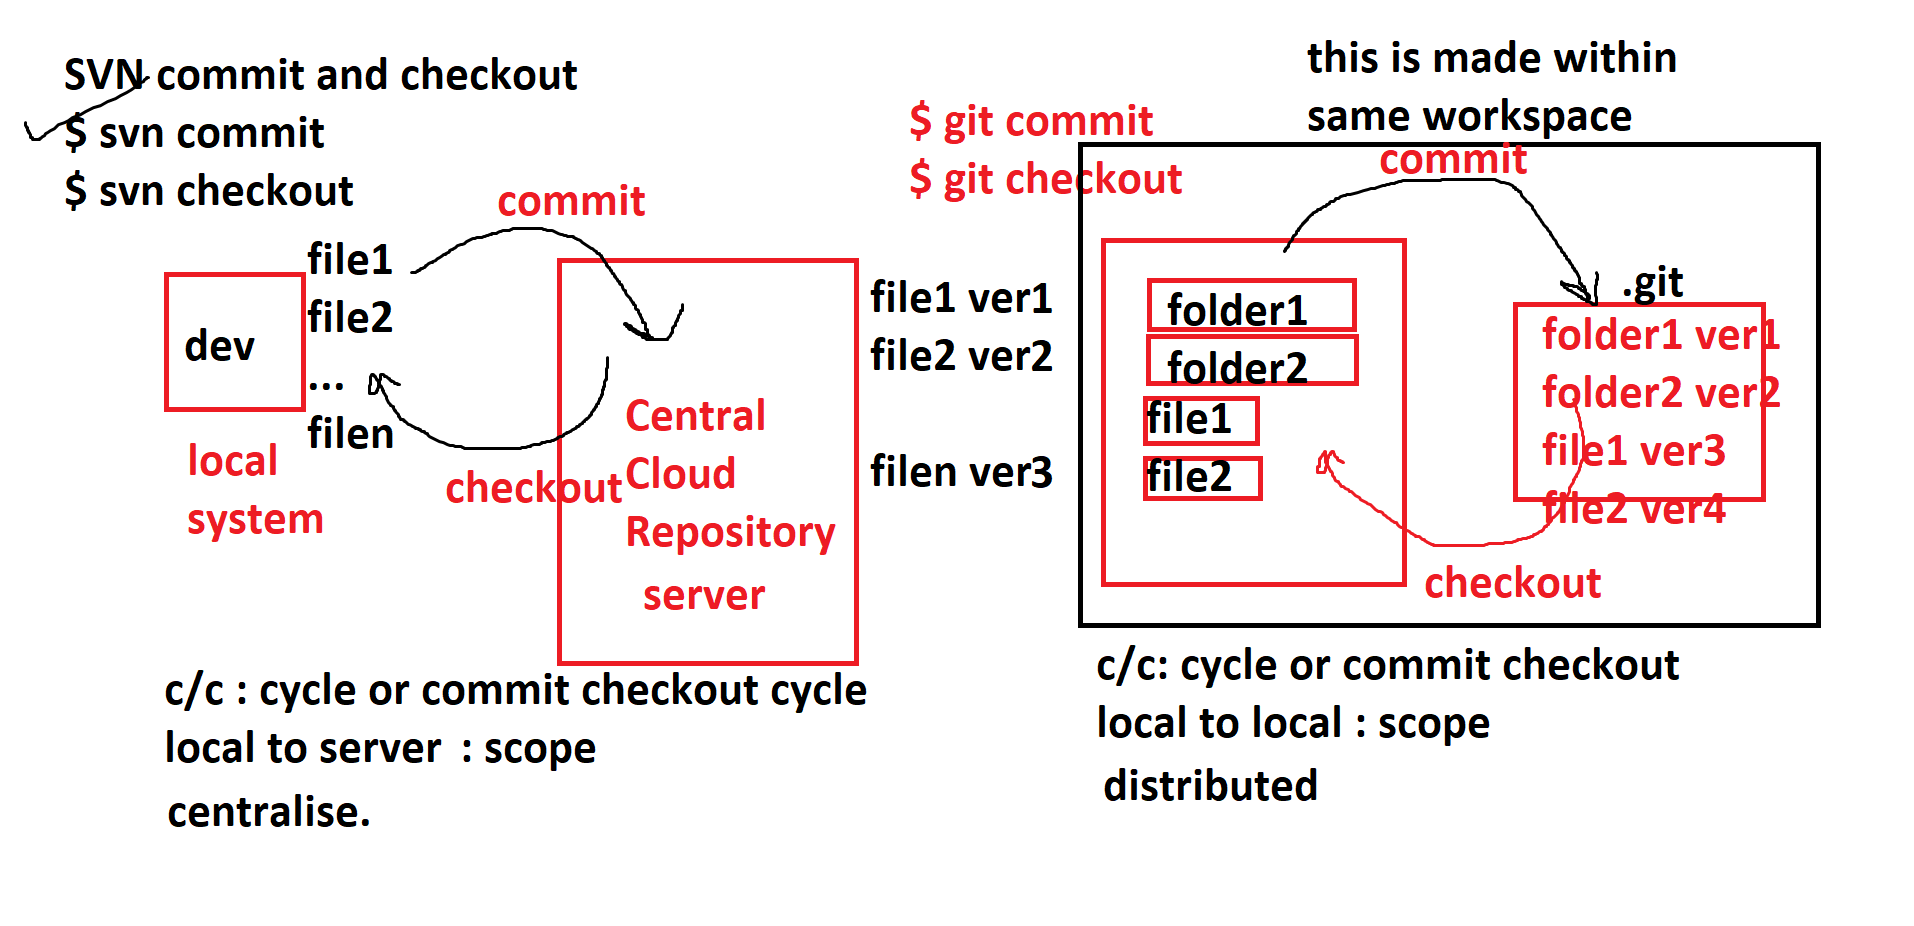 SVN commit and checkout
$ svn commit
$ svn checkout
commit
file1
file2
...
filen
dev
local
system
checkout
Central
Cloud
Repository
server
file1 ver1
file2 ver2
filen ver3
c/c : cycle or commit checkout cycle
local to server : scope
centralise.
$ git commit
$ git checkout
this is made within
same workspace
commit
folder1
folder2
file1
file2
.git
folder1 ver1
folder2 ver2
file1 ver3
file2 ver4
checkout
c/c: cycle or commit checkout
local to local : scope
distributed